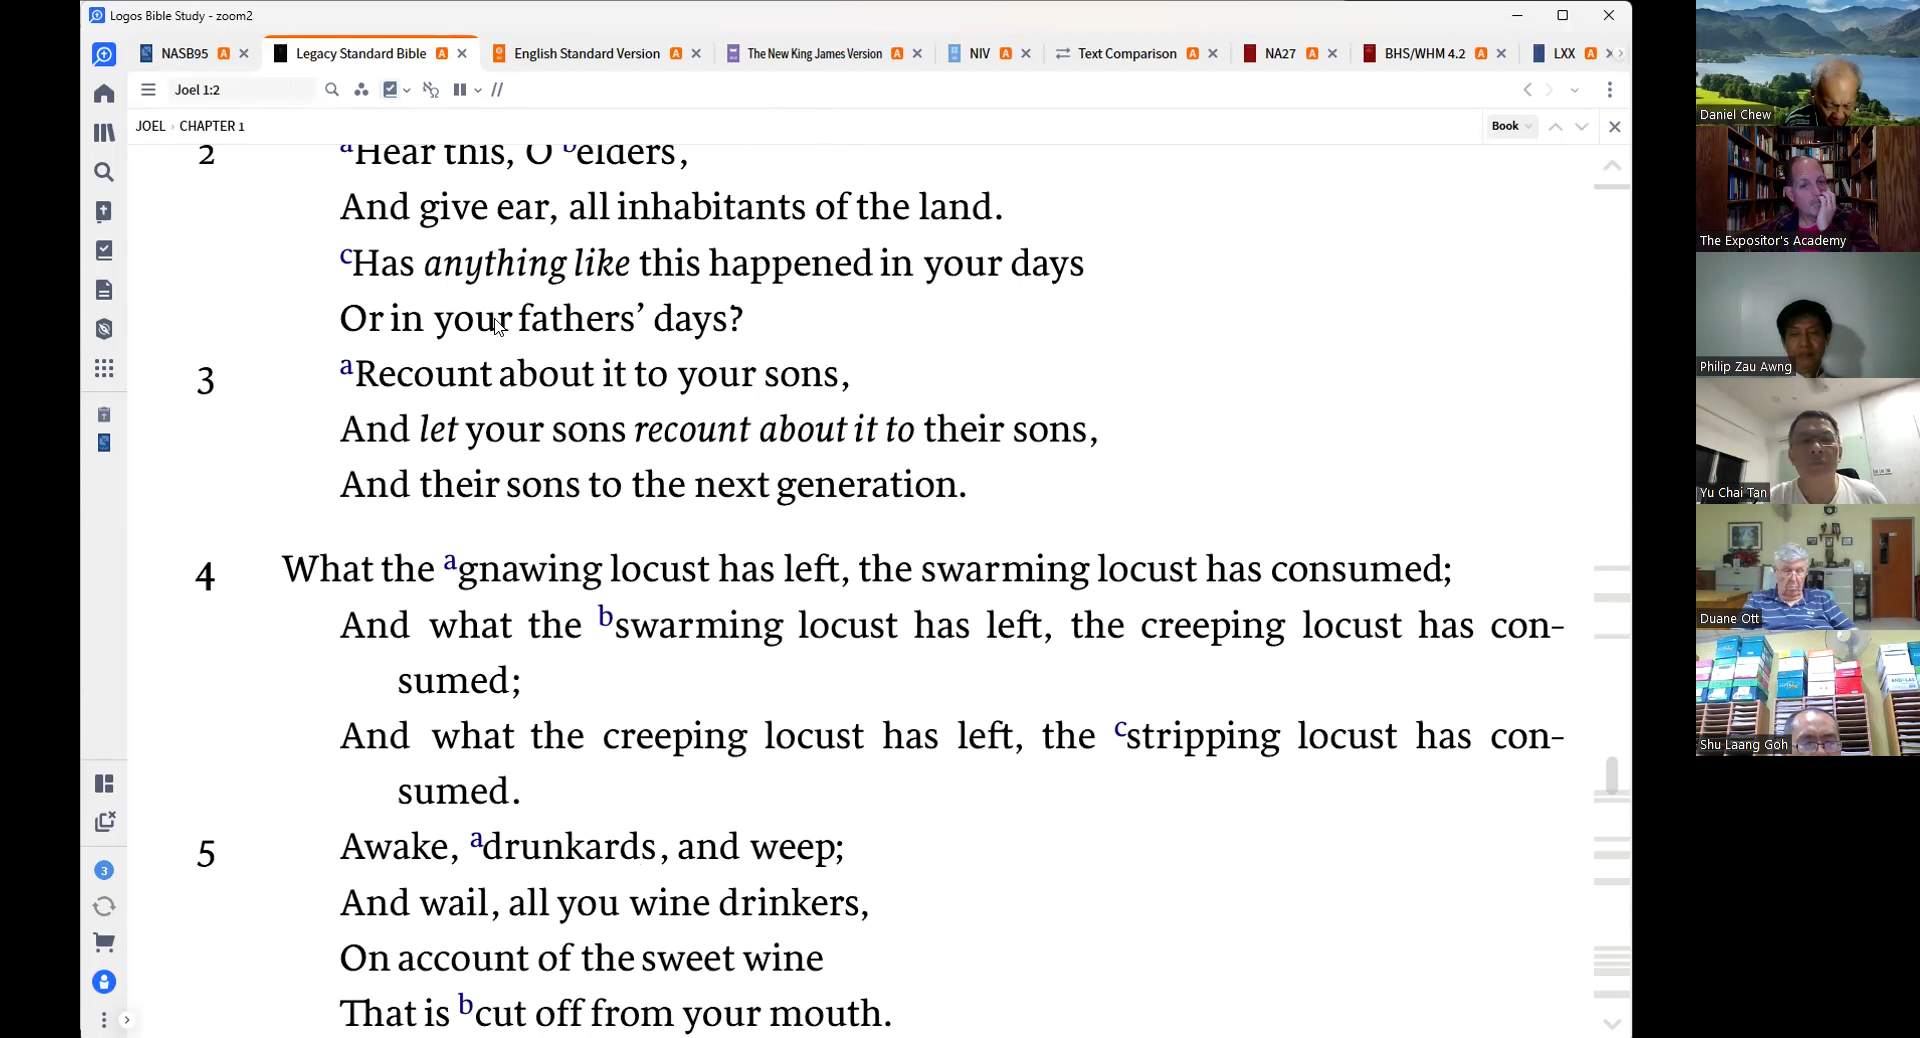 Logos Bible Study - zoom2
NASB95 A
Legacy Standard Bible A
English Standard Version A
The New King James Version A
NIV A
Text Comparison A
NA27 A
BHS/WHM 4.2 A
LXX A
Joel 1:2
JOEL › CHAPTER 1
Book
2 aHear this, O belders,
And give ear, all inhabitants of the land.
cHas anything like this happened in your days
Or in your fathers’ days?
3 aRecount about it to your sons,
And let your sons recount about it to their sons,
And their sons to the next generation.
4 What the agnawing locust has left, the swarming locust has consumed;
And what the bswarming locust has left, the creeping locust has con-
sumed;
And what the creeping locust has left, the cstripping locust has con-
sumed.
5 Awake, adrunkards, and weep;
And wail, all you wine drinkers,
On account of the sweet wine
That is bcut off from your mouth.
3
Daniel Chew
The Expositor's Academy
Philip Zau Awng
Yu Chai Tan
Duane Ott
Shu Laang Goh